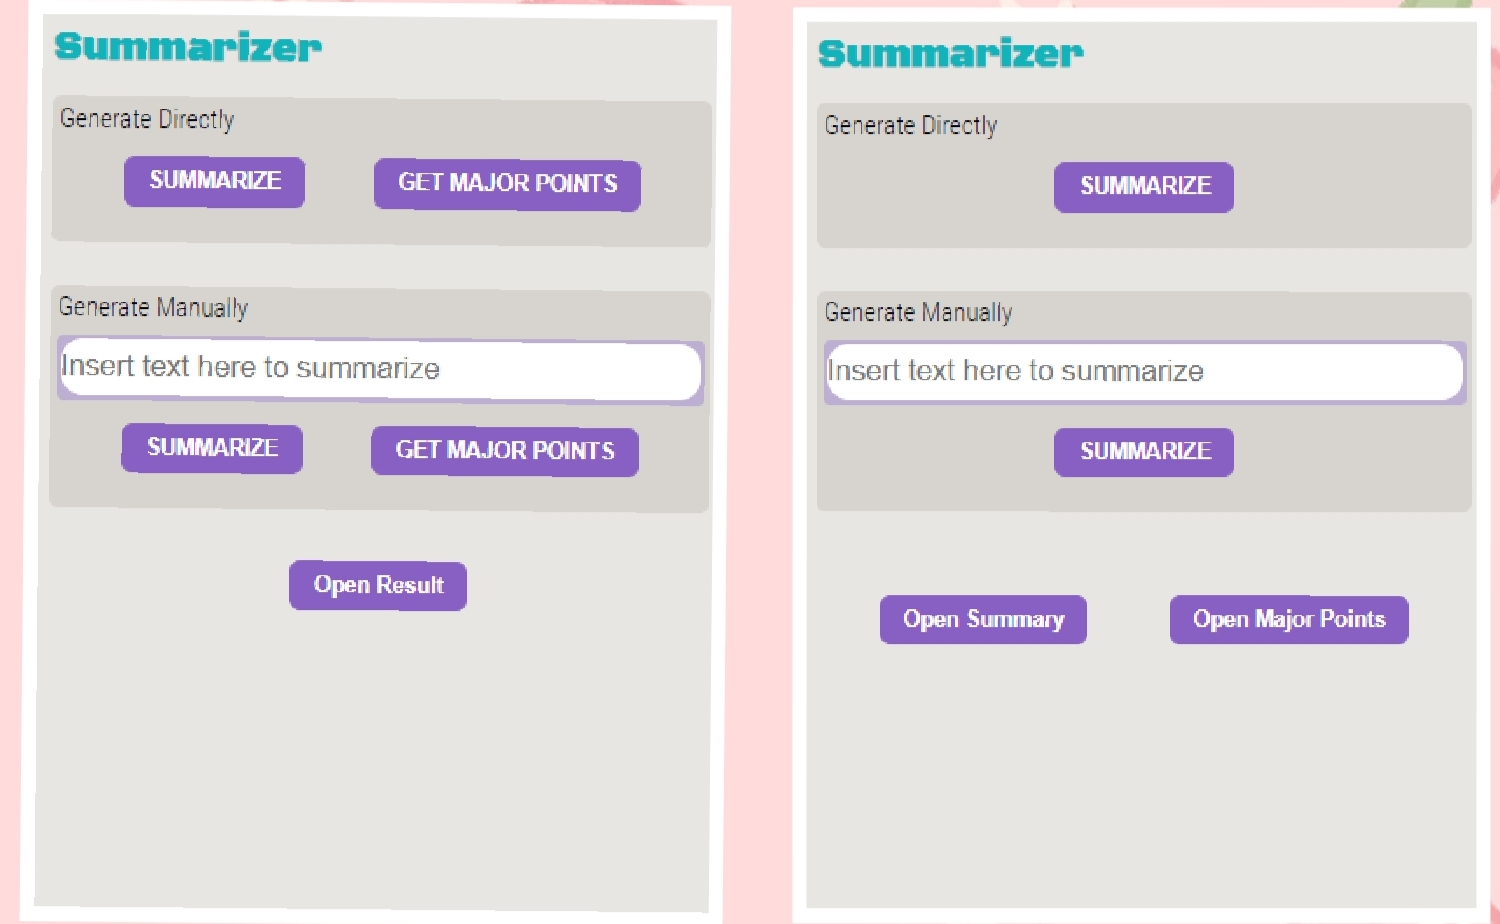 Summarizer
Generate Directly
SUMMARIZE GET MAJOR POINTS
Generate Manually
Insert text here to summarize
SUMMARIZE GET MAJOR POINTS
Open Result
Summarizer
Generate Directly
SUMMARIZE
Generate Manually
Insert text here to summarize
SUMMARIZE
Open Summary Open Major Points